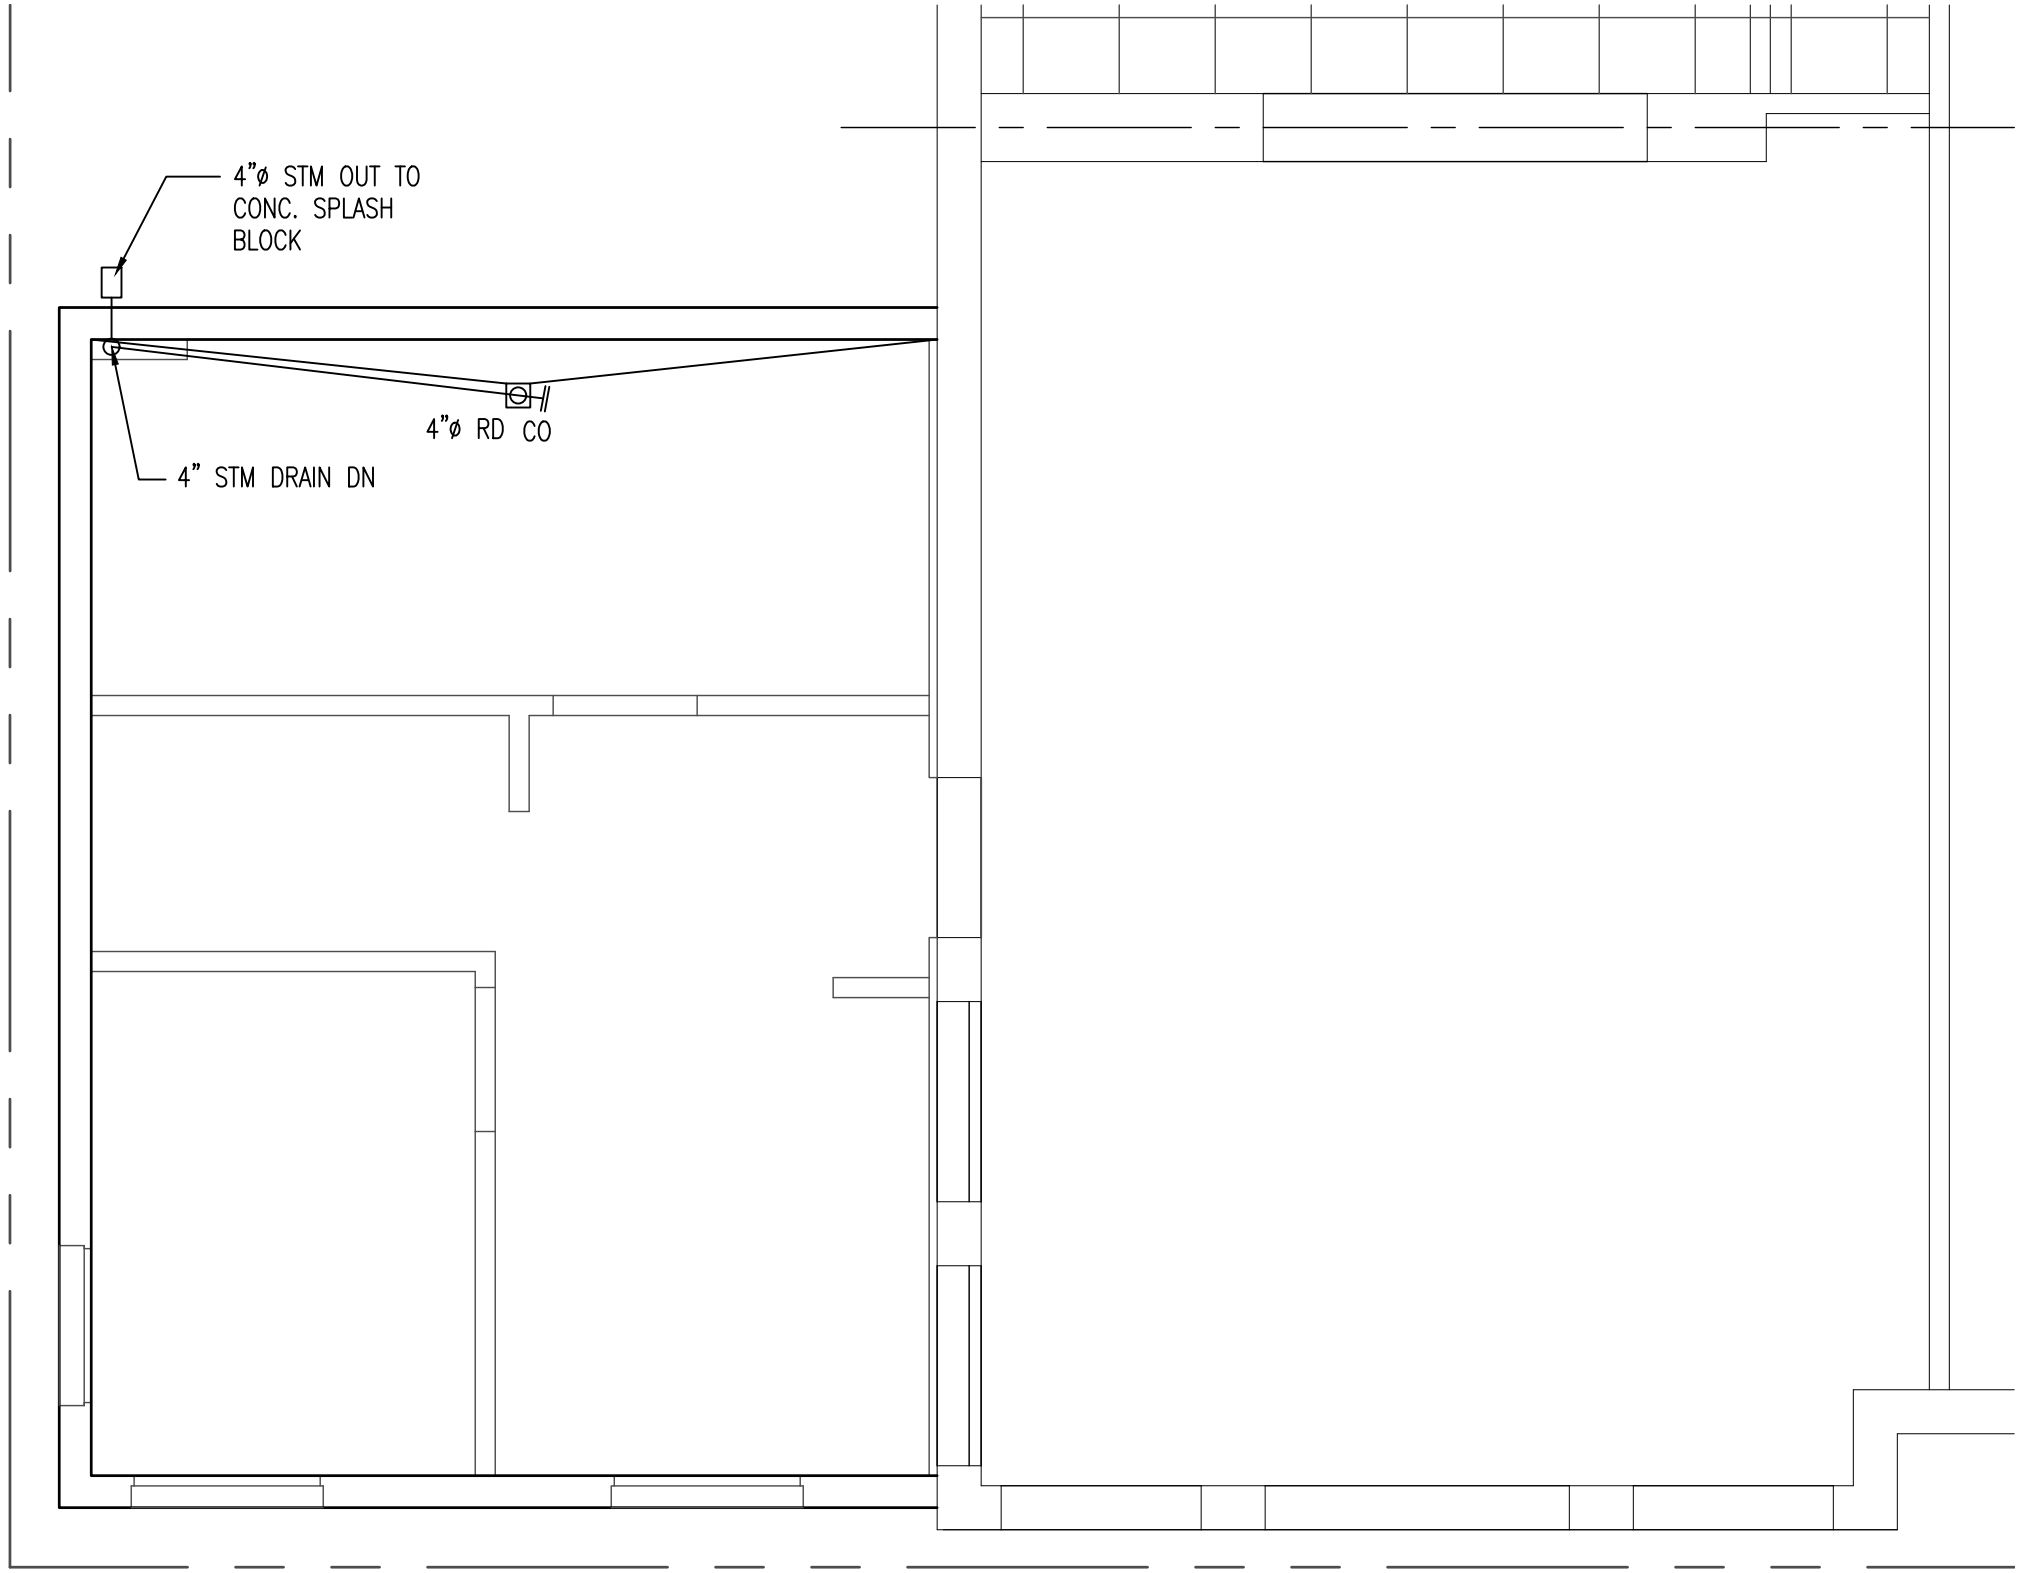 4"ø STM OUT TO
CONC. SPLASH
BLOCK
4"ø RD CO
4" STM DRAIN DN